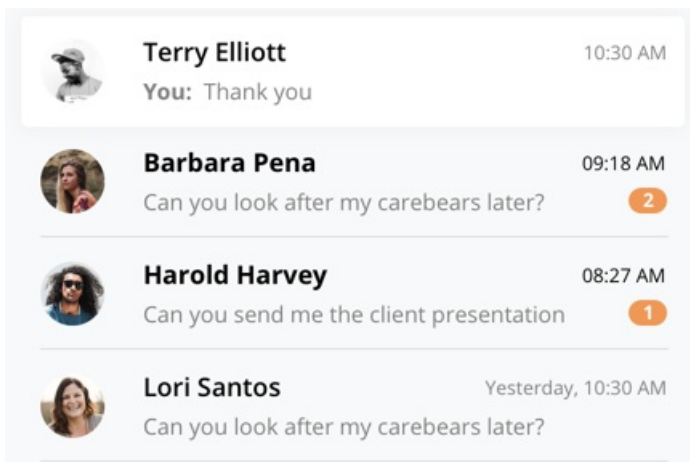 Terry Elliott 10:30 AM
You: Thank you
Barbara Pena 09:18 AM
Can you look after my carebears later? 2
Harold Harvey 08:27 AM
Can you send me the client presentation 1
Lori Santos Yesterday, 10:30 AM
Can you look after my carebears later?